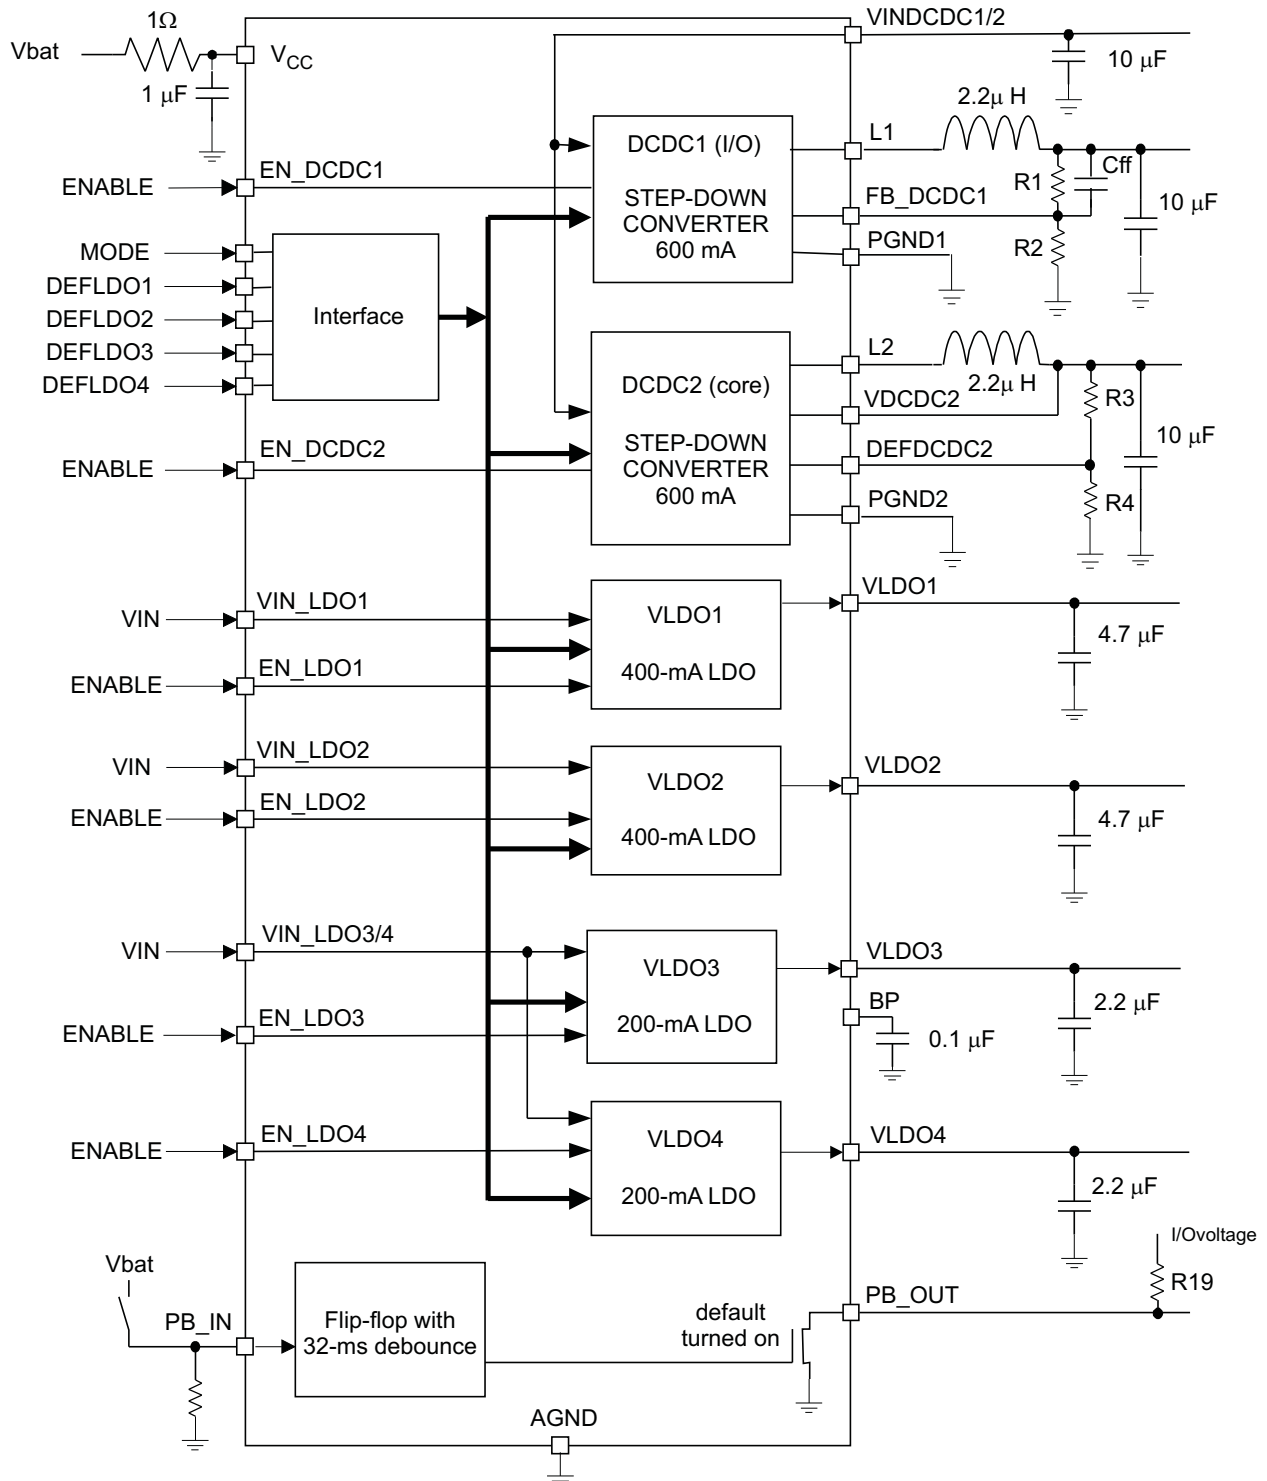 1Ω
Vbat
VCC
1 μF
VINDCDC1/2
10 μF
ENABLE
EN_DCDC1
DCDC1 (I/O)
STEP-DOWN
CONVERTER
600 mA
L1
2.2μ H
R1
Cff
FB_DCDC1
10 μF
R2
PGND1
MODE
DEFLDO1
DEFLDO2
DEFLDO3
DEFLDO4
Interface
DCDC2 (core)
STEP-DOWN
CONVERTER
600 mA
L2
2.2μ H
VDCDC2
R3
10 μF
DEFDCDC2
R4
PGND2
ENABLE
EN_DCDC2
VIN
VIN_LDO1
ENABLE
EN_LDO1
VLDO1
400-mA LDO
VLDO1
4.7 μF
VIN
VIN_LDO2
ENABLE
EN_LDO2
VLDO2
400-mA LDO
VLDO2
4.7 μF
VIN
VIN_LDO3/4
ENABLE
EN_LDO3
VLDO3
200-mA LDO
VLDO3
2.2 μF
BP
0.1 μF
ENABLE
EN_LDO4
VLDO4
200-mA LDO
VLDO4
2.2 μF
Vbat
PB_IN
Flip-flop with
32-ms debounce
default
turned on
PB_OUT
I/Ovoltage
R19
AGND